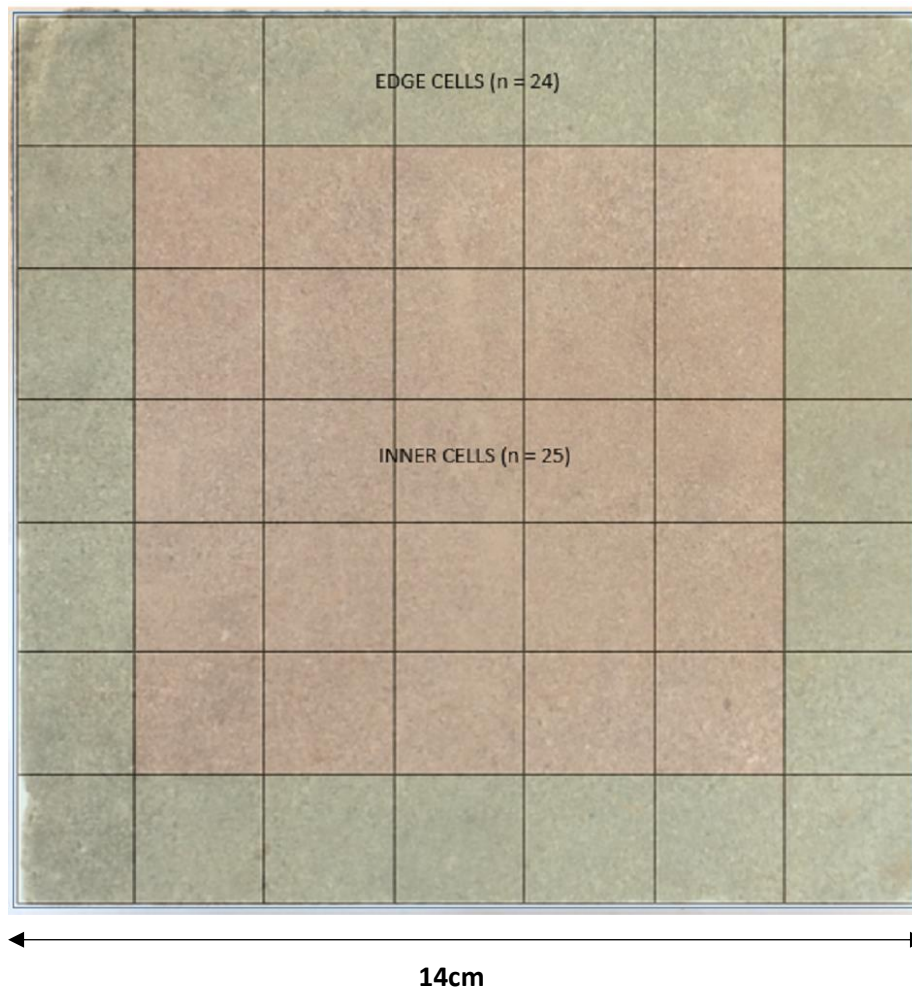 EDGE CELLS (n = 24)
INNER CELLS (n = 25)
14cm